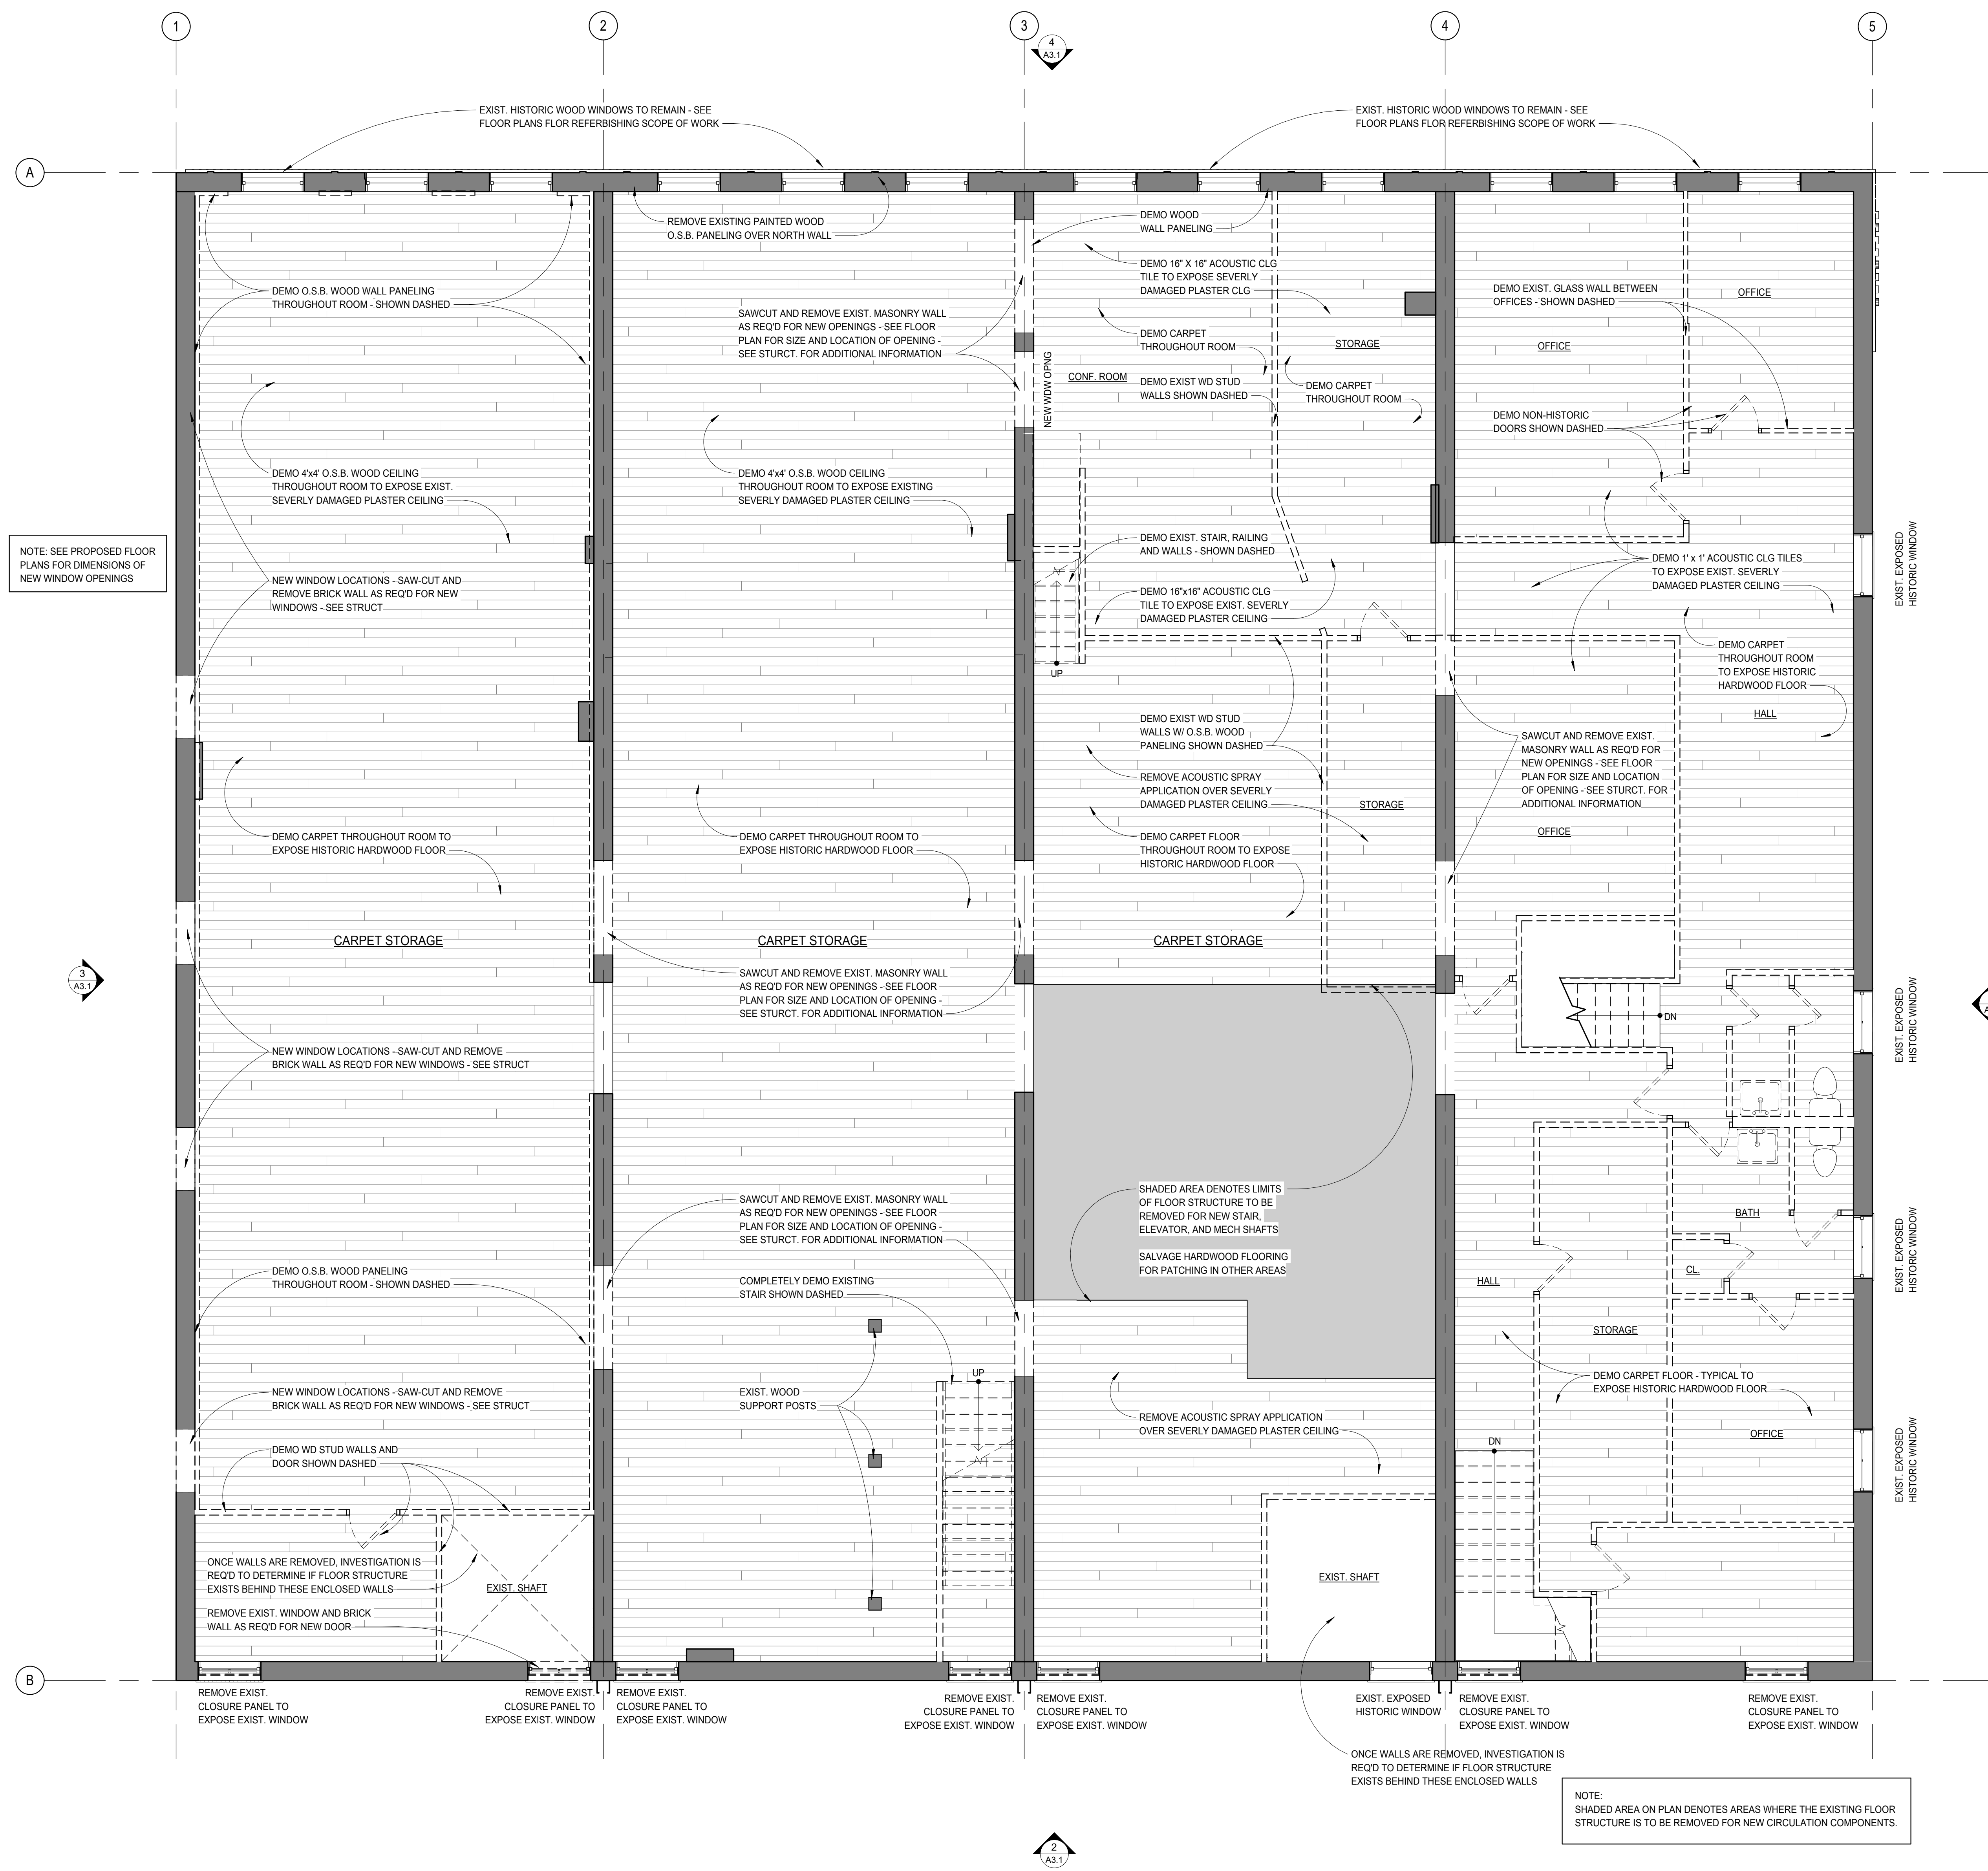 1
2
3
4
5
4
A3.1
EXIST. HISTORIC WOOD WINDOWS TO REMAIN - SEE
FLOOR PLANS FLOR REFERBISHING SCOPE OF WORK
EXIST. HISTORIC WOOD WINDOWS TO REMAIN - SEE
FLOOR PLANS FLOR REFERBISHING SCOPE OF WORK
A
REMOVE EXISTING PAINTED WOOD
O.S.B. PANELING OVER NORTH WALL
DEMO WOOD
WALL PANELING
DEMO 16" X 16" ACOUSTIC CLG
TILE TO EXPOSE SEVERLY
DAMAGED PLASTER CLG
DEMO O.S.B. WOOD WALL PANELING
THROUGHOUT ROOM - SHOWN DASHED
DEMO EXIST. GLASS WALL BETWEEN
OFFICES - SHOWN DASHED
OFFICE
SAWCUT AND REMOVE EXIST. MASONRY WALL
AS REQ'D FOR NEW OPENINGS - SEE FLOOR
PLAN FOR SIZE AND LOCATION OF OPENING -
SEE STURCT. FOR ADDITIONAL INFORMATION
DEMO CARPET
THROUGHOUT ROOM
STORAGE
OFFICE
NEW WDW OPNG
CONF. ROOM
DEMO EXIST WD STUD
WALLS SHOWN DASHED
DEMO CARPET
THROUGHOUT ROOM
DEMO NON-HISTORIC
DOORS SHOWN DASHED
DEMO 4'x4' O.S.B. WOOD CEILING
THROUGHOUT ROOM TO EXPOSE EXIST.
SEVERLY DAMAGED PLASTER CEILING
DEMO 4'x4' O.S.B. WOOD CEILING
THROUGHOUT ROOM TO EXPOSE EXISTING
SEVERLY DAMAGED PLASTER CEILING
NOTE: SEE PROPOSED FLOOR
PLANS FOR DIMENSIONS OF
NEW WINDOW OPENINGS
DEMO EXIST. STAIR, RAILING
AND WALLS - SHOWN DASHED
DEMO 1' x 1' ACOUSTIC CLG TILES
TO EXPOSE EXIST. SEVERLY
DAMAGED PLASTER CEILING
EXIST. EXPOSED
HISTORIC WINDOW
NEW WINDOW LOCATIONS - SAW-CUT AND
REMOVE BRICK WALL AS REQ'D FOR NEW
WINDOWS - SEE STRUCT
DEMO 16"x16" ACOUSTIC CLG
TILE TO EXPOSE EXIST. SEVERLY
DAMAGED PLASTER CEILING
UP
DEMO CARPET
THROUGHOUT ROOM
TO EXPOSE HISTORIC
HARDWOOD FLOOR
HALL
DEMO EXIST WD STUD
WALLS W/ O.S.B. WOOD
PANELING SHOWN DASHED
SAWCUT AND REMOVE EXIST.
MASONRY WALL AS REQ'D FOR
NEW OPENINGS - SEE FLOOR
PLAN FOR SIZE AND LOCATION
OF OPENING - SEE STURCT. FOR
ADDITIONAL INFORMATION
REMOVE ACOUSTIC SPRAY
APPLICATION OVER SEVERLY
DAMAGED PLASTER CEILING
STORAGE
OFFICE
DEMO CARPET THROUGHOUT ROOM TO
EXPOSE HISTORIC HARDWOOD FLOOR
DEMO CARPET THROUGHOUT ROOM TO
EXPOSE HISTORIC HARDWOOD FLOOR
DEMO CARPET FLOOR
THROUGHOUT ROOM TO EXPOSE
HISTORIC HARDWOOD FLOOR
CARPET STORAGE
CARPET STORAGE
CARPET STORAGE
3
A3.1
SAWCUT AND REMOVE EXIST. MASONRY WALL
AS REQ'D FOR NEW OPENINGS - SEE FLOOR
PLAN FOR SIZE AND LOCATION OF OPENING -
SEE STURCT. FOR ADDITIONAL INFORMATION
DN
EXIST. EXPOSED
HISTORIC WINDOW
NEW WINDOW LOCATIONS - SAW-CUT AND REMOVE
BRICK WALL AS REQ'D FOR NEW WINDOWS - SEE STRUCT
SHADED AREA DENOTES LIMITS
OF FLOOR STRUCTURE TO BE
REMOVED FOR NEW STAIR,
ELEVATOR, AND MECH SHAFTS
SALVAGE HARDWOOD FLOORING
FOR PATCHING IN OTHER AREAS
SAWCUT AND REMOVE EXIST. MASONRY WALL
AS REQ'D FOR NEW OPENINGS - SEE FLOOR
PLAN FOR SIZE AND LOCATION OF OPENING -
SEE STURCT. FOR ADDITIONAL INFORMATION
BATH
EXIST. EXPOSED
HISTORIC WINDOW
DEMO O.S.B. WOOD PANELING
THROUGHOUT ROOM - SHOWN DASHED
COMPLETELY DEMO EXISTING
STAIR SHOWN DASHED
HALL
CL.
STORAGE
UP
DEMO CARPET FLOOR - TYPICAL TO
EXPOSE HISTORIC HARDWOOD FLOOR
NEW WINDOW LOCATIONS - SAW-CUT AND REMOVE
BRICK WALL AS REQ'D FOR NEW WINDOWS - SEE STRUCT
EXIST. WOOD
SUPPORT POSTS
REMOVE ACOUSTIC SPRAY APPLICATION
OVER SEVERLY DAMAGED PLASTER CEILING
DN
OFFICE
EXIST. EXPOSED
HISTORIC WINDOW
DEMO WD STUD WALLS AND
DOOR SHOWN DASHED
ONCE WALLS ARE REMOVED, INVESTIGATION IS
REQ'D TO DETERMINE IF FLOOR STRUCTURE
EXISTS BEHIND THESE ENCLOSED WALLS
EXIST. SHAFT
EXIST. SHAFT
REMOVE EXIST. WINDOW AND BRICK
WALL AS REQ'D FOR NEW DOOR
B
REMOVE EXIST.
CLOSURE PANEL TO
EXPOSE EXIST. WINDOW
REMOVE EXIST.
CLOSURE PANEL TO
EXPOSE EXIST. WINDOW
REMOVE EXIST.
CLOSURE PANEL TO
EXPOSE EXIST. WINDOW
REMOVE EXIST.
CLOSURE PANEL TO
EXPOSE EXIST. WINDOW
REMOVE EXIST.
CLOSURE PANEL TO
EXPOSE EXIST. WINDOW
EXIST. EXPOSED
HISTORIC WINDOW
REMOVE EXIST.
CLOSURE PANEL TO
EXPOSE EXIST. WINDOW
REMOVE EXIST.
CLOSURE PANEL TO
EXPOSE EXIST. WINDOW
ONCE WALLS ARE REMOVED, INVESTIGATION IS
REQ'D TO DETERMINE IF FLOOR STRUCTURE
EXISTS BEHIND THESE ENCLOSED WALLS
NOTE:
SHADED AREA ON PLAN DENOTES AREAS WHERE THE EXISTING FLOOR
STRUCTURE IS TO BE REMOVED FOR NEW CIRCULATION COMPONENTS.
2
A3.1